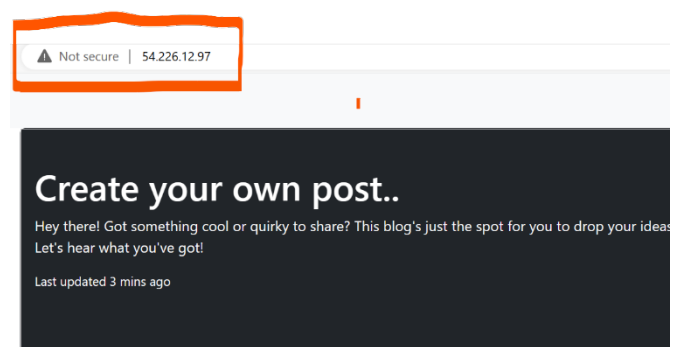 Not secure | 54.226.12.97
Create your own post..
Hey there! Got something cool or quirky to share? This blog's just the spot for you to drop your ideas
Let's hear what you've got!
Last updated 3 mins ago